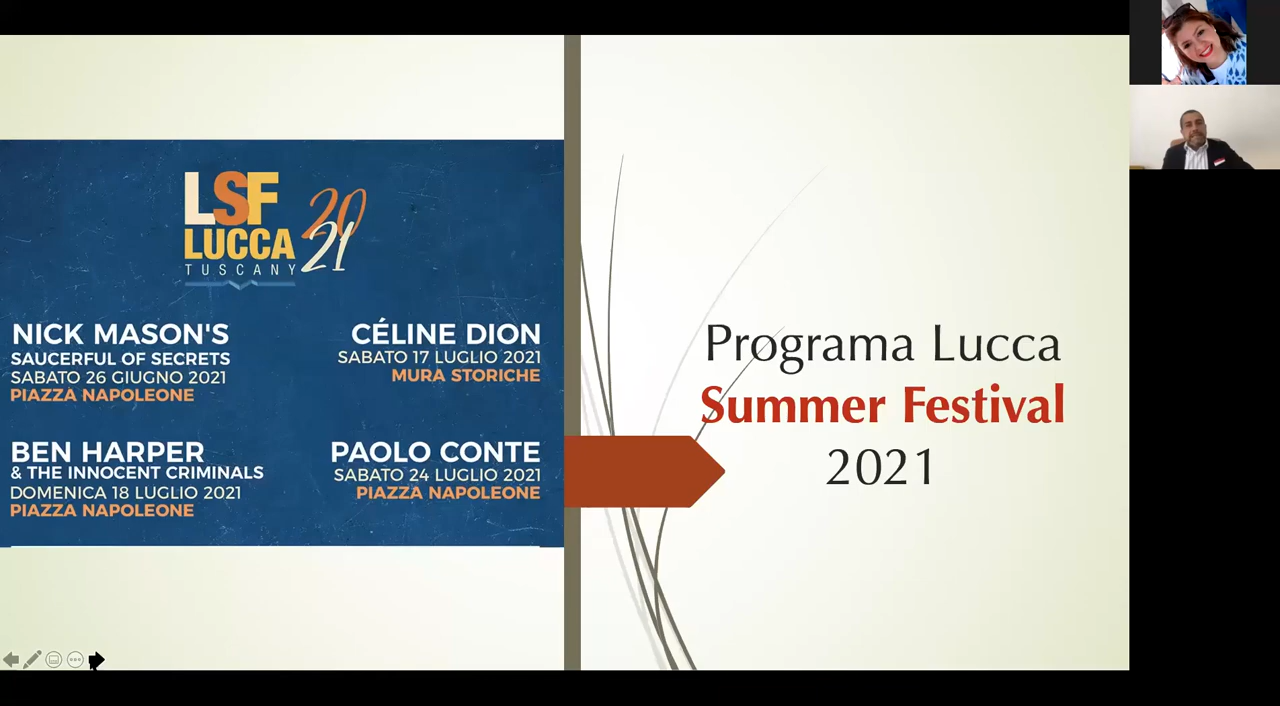 LSF
LUCCA
TUSCANY
20
21
NICK MASON'S
SAUCERFUL OF SECRETS
SABATO 26 GIUGNO 2021
PIAZZA NAPOLEONE
CÉLINE DION
SABATO 17 LUGLIO 2021
MURA STORICHE
BEN HARPER
& THE INNOCENT CRIMINALS
DOMENICA 18 LUGLIO 2021
PIAZZA NAPOLEONE
PAOLO CONTE
SABATO 24 LUGLIO 2021
PIAZZA NAPOLEONE
Programa Lucca
Summer Festival
2021